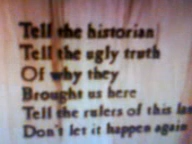 Tell the historian
Tell the ugly truth
Of why they
Brought us here
Tell the rulers of this
Don't let it happen again